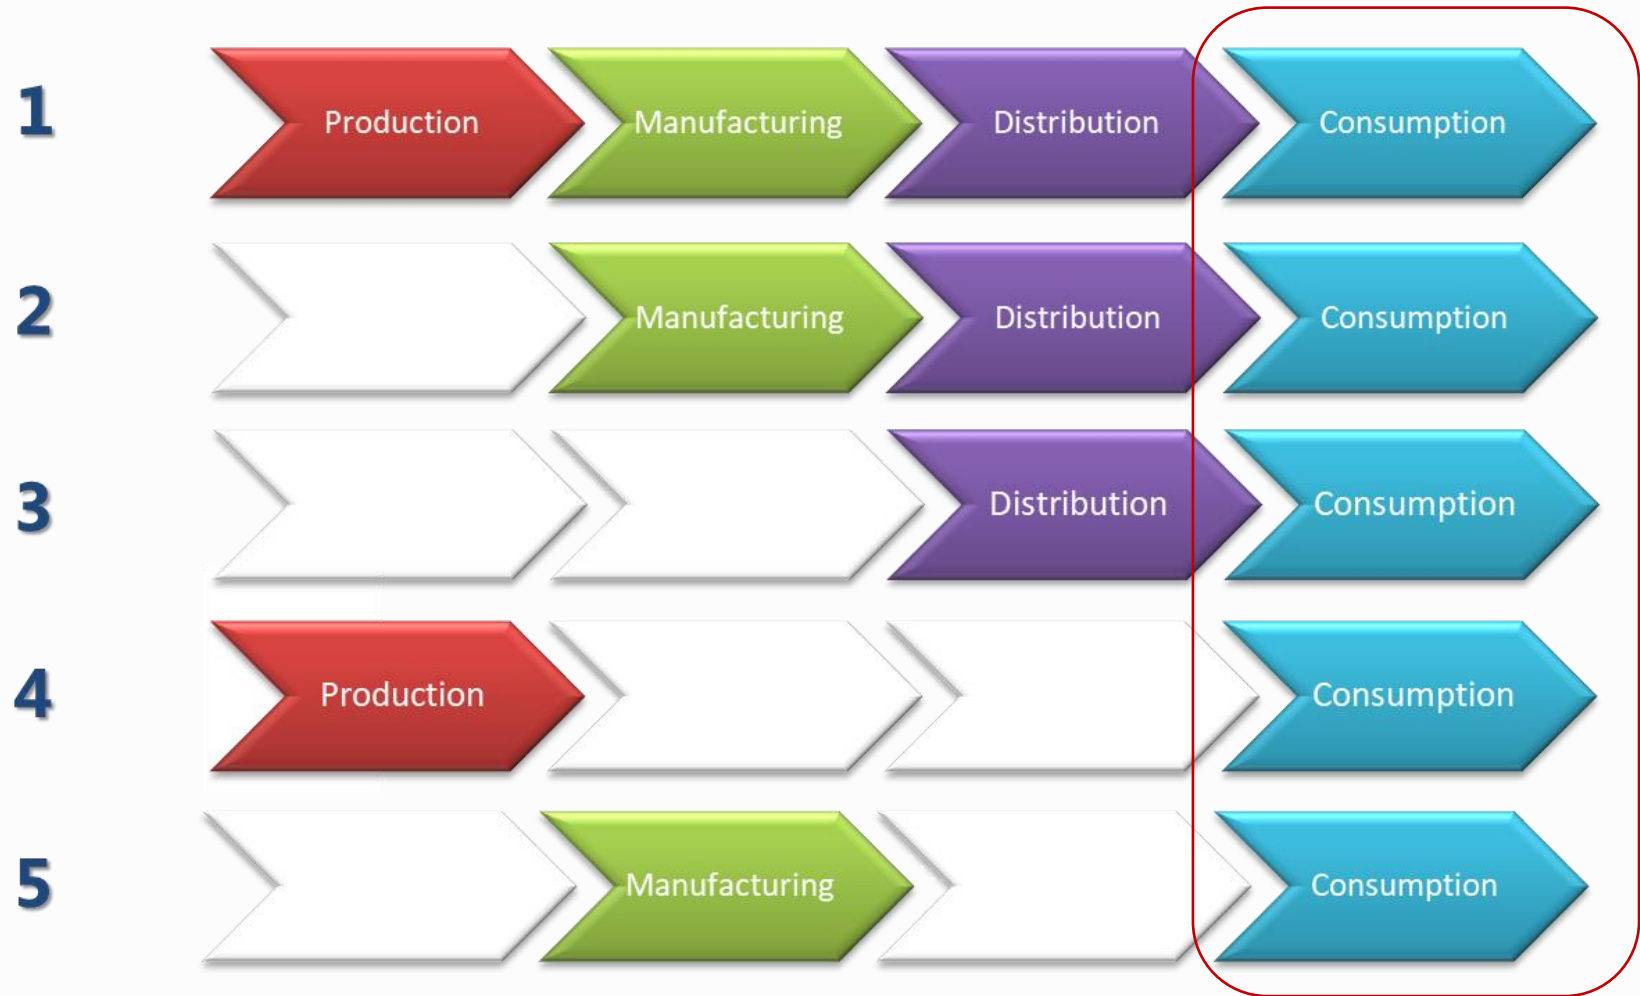 1 Production Manufacturing Distribution Consumption
2 Manufacturing Distribution Consumption
3 Distribution Consumption
4 Production Consumption
5 Manufacturing Consumption